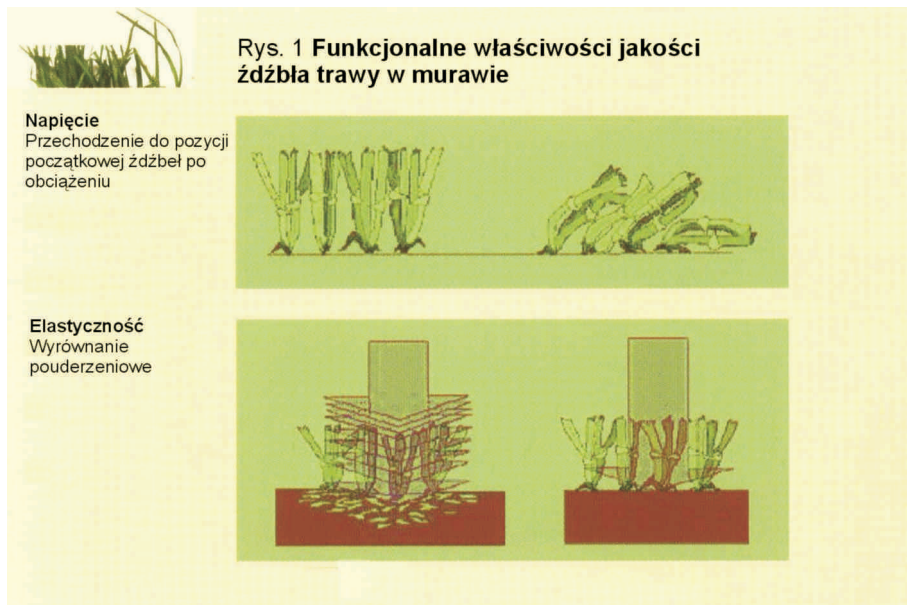 Rys. 1 Funkcjonalne właściwości jakości
źdźbła trawy w murawie
Napięcie
Przechodzenie do pozycji
początkowej źdźbeł po
obciążeniu
Elastyczność
Wyrównanie
pouderzeniowe